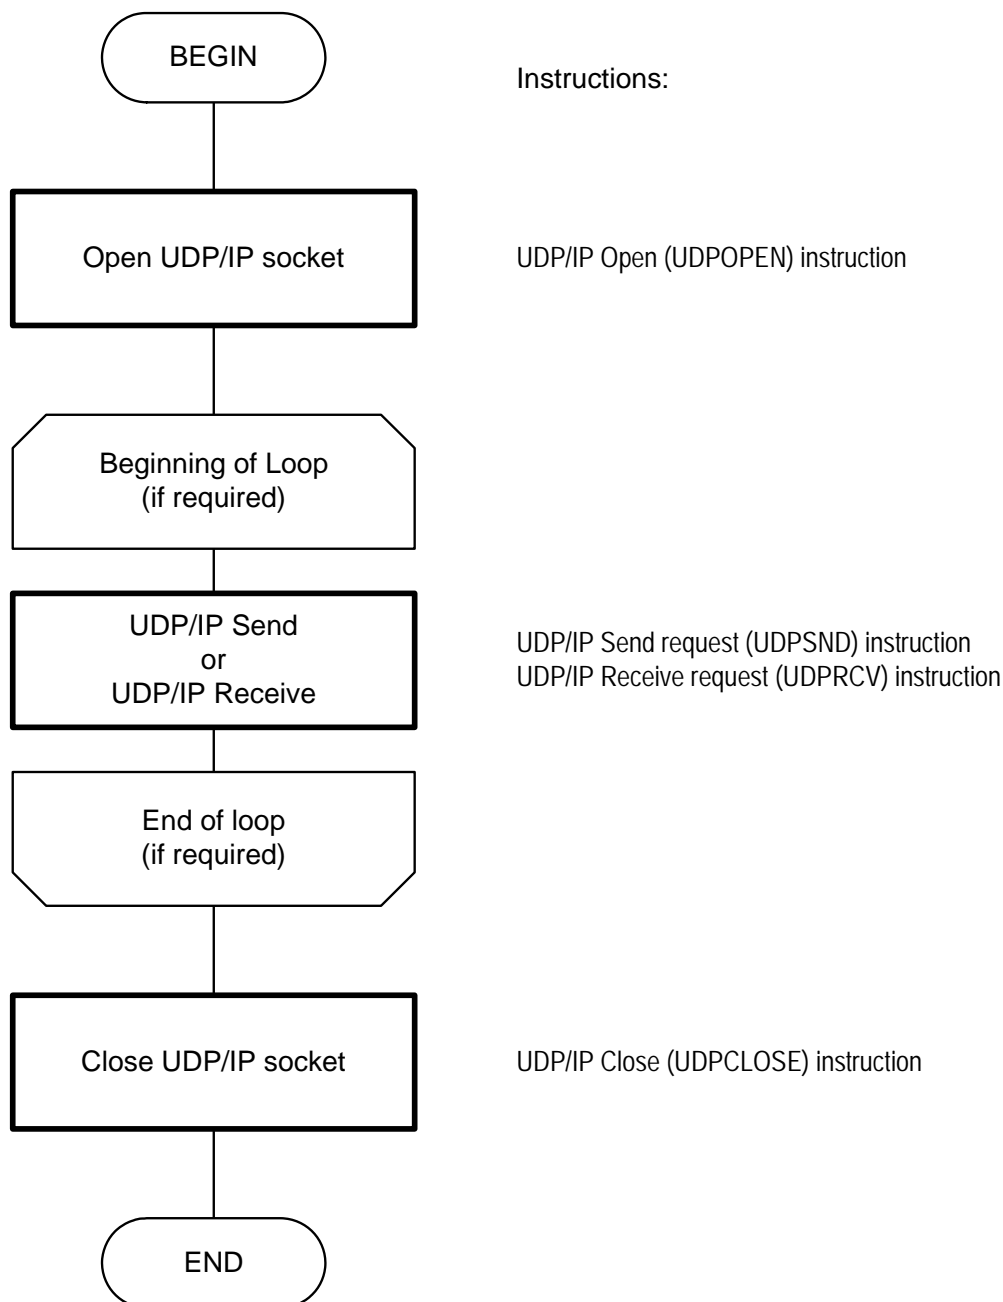 BEGIN
Instructions:
Open UDP/IP socket
UDP/IP Open (UDPOPEN) instruction
Beginning of Loop
(if required)
UDP/IP Send
or
UDP/IP Receive
UDP/IP Send request (UDPSND) instruction
UDP/IP Receive request (UDPRCV) instruction
End of loop
(if required)
Close UDP/IP socket
UDP/IP Close (UDPCLOSE) instruction
END